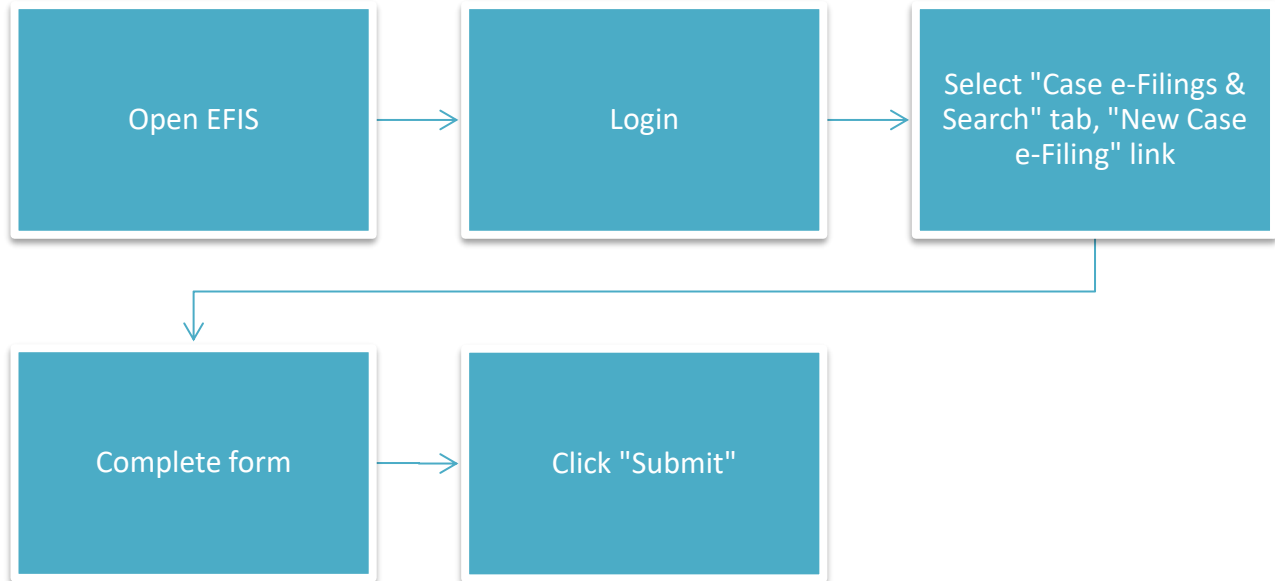 Open EFIS
Login
Select "Case e-Filings &
Search" tab, "New Case
e-Filing" link
Complete form
Click "Submit"